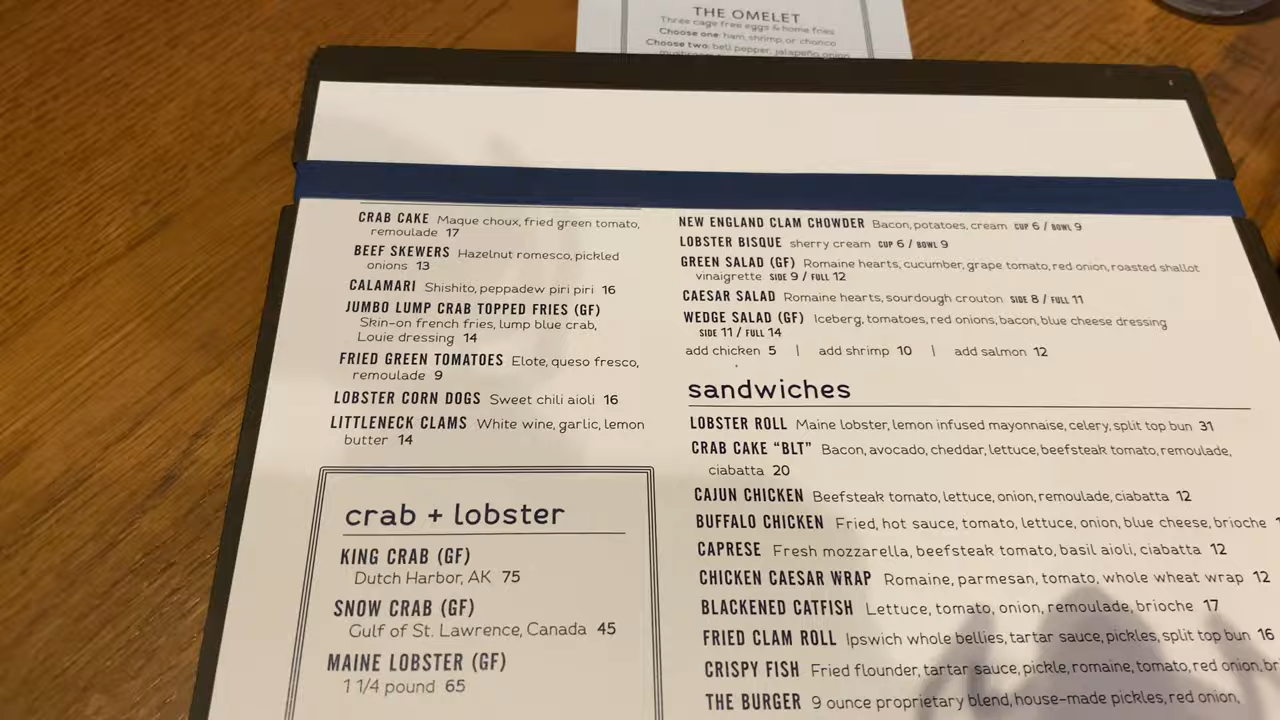 THE OMELET
Three cage free eggs & home fries
Choose one: ham, shrimp, or chorico
Choose two: bell pepper, jalapeño, onion
CRAB CAKE Maque choux, fried green tomato,
remoulade 17
BEEF SKEWERS Hazelnut romesco, pickled
onions 13
CALAMARI Shishito, peppadew piri piri 16
JUMBO LUMP CRAB TOPPED FRIES (GF)
Skin-on french fries, lump blue crab,
Louie dressing 14
FRIED GREEN TOMATOES Elote, queso fresco,
remoulade 9
LOBSTER CORN DOGS Sweet chili aioli 16
LITTLENECK CLAMS White wine, garlic, lemon
butter 14
crab + lobster
KING CRAB (GF)
Dutch Harbor, AK 75
SNOW CRAB (GF)
Gulf of St. Lawrence, Canada 45
MAINE LOBSTER (GF)
1 1/4 pound 65
NEW ENGLAND CLAM CHOWDER Bacon, potatoes, cream CUP 6 / BOWL 9
LOBSTER BISQUE sherry cream CUP 6 / BOWL 9
GREEN SALAD (GF) Romaine hearts, cucumber, grape tomato, red onion, roasted shallot
vinaigrette SIDE 9 / FULL 12
CAESAR SALAD Romaine hearts, sourdough crouton SIDE 8 / FULL 11
WEDGE SALAD (GF) Iceberg, tomatoes, red onions, bacon, blue cheese dressing
SIDE 11 / FULL 14
add chicken 5 | add shrimp 10 | add salmon 12
sandwiches
LOBSTER ROLL Maine lobster, lemon infused mayonnaise, celery, split top bun 31
CRAB CAKE “BLT” Bacon, avocado, cheddar, lettuce, beefsteak tomato, remoulade,
ciabatta 20
CAJUN CHICKEN Beefsteak tomato, lettuce, onion, remoulade, ciabatta 12
BUFFALO CHICKEN Fried, hot sauce, tomato, lettuce, onion, blue cheese, brioche
CAPRESE Fresh mozzarella, beefsteak tomato, basil aioli, ciabatta 12
CHICKEN CAESAR WRAP Romaine, parmesan, tomato, whole wheat wrap 12
BLACKENED CATFISH Lettuce, tomato, onion, remoulade, brioche 17
FRIED CLAM ROLL Ipswich whole bellies, tartar sauce, pickles, split top bun 16
CRISPY FISH Fried flounder, tartar sauce, pickle, romaine, tomato, red onion,
THE BURGER 9 ounce proprietary blend, house-made pickles, red onion,